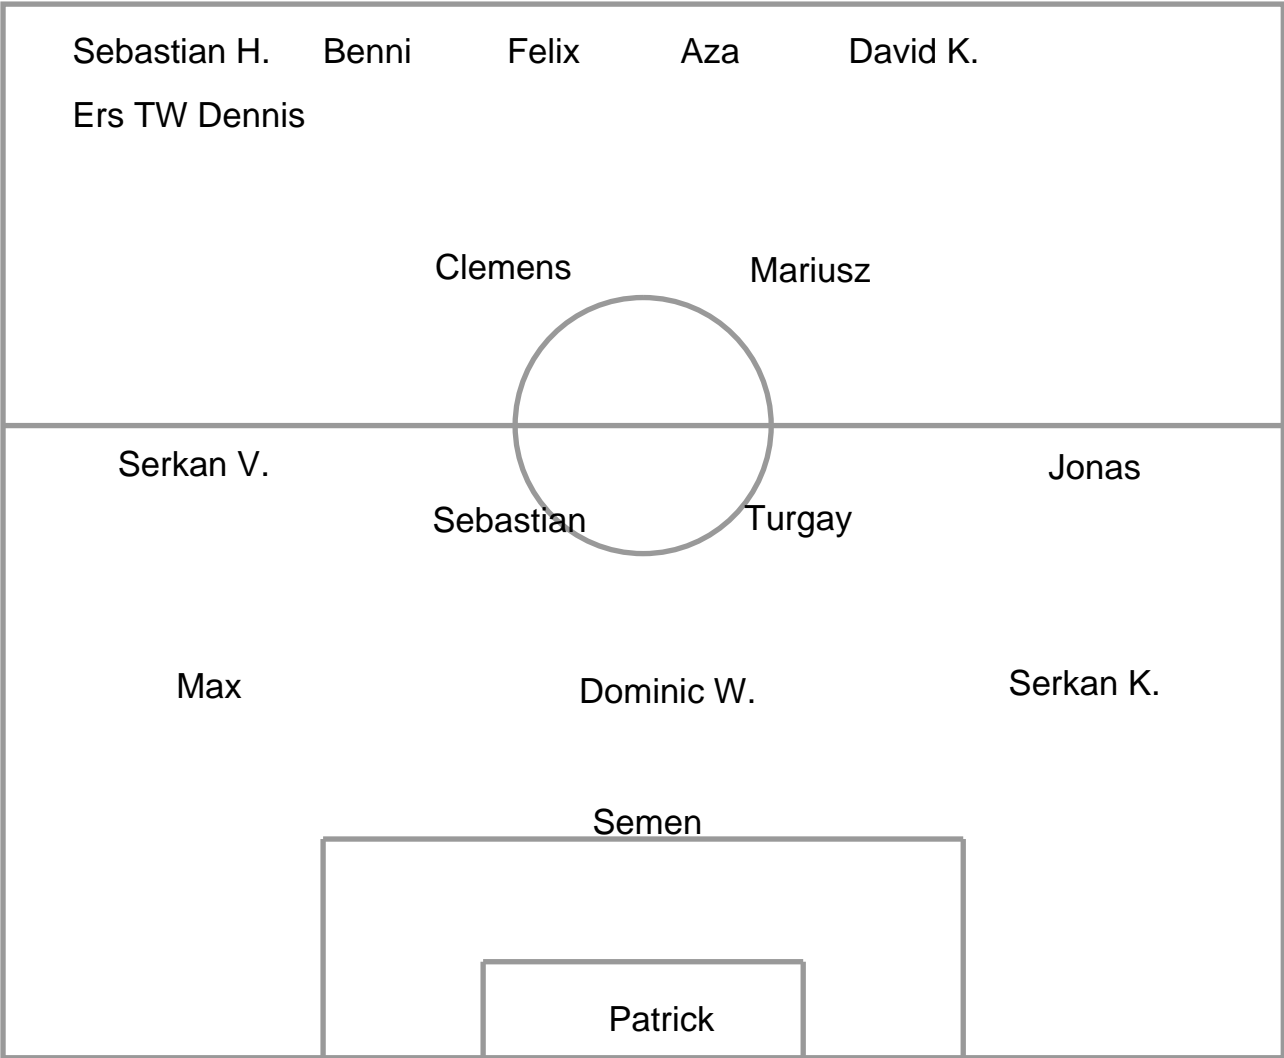 Sebastian H. Benni Felix Aza David K.
Ers TW Dennis
Clemens Mariusz
Serkan V. Jonas
Sebastian Turgay
Max Dominic W. Serkan K.
Semen
Patrick